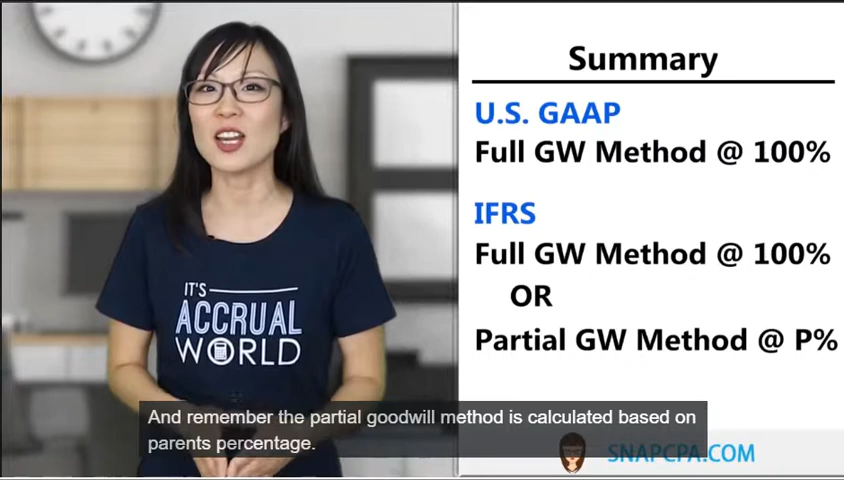 Summary
U.S. GAAP
Full GW Method @ 100%
IFRS
Full GW Method @ 100%
OR
Partial GW Method @ P%
IT'S
ACCRUAL
WORLD
And remember the partial goodwill method is calculated based on
parents percentage.
SNAPCPA.COM